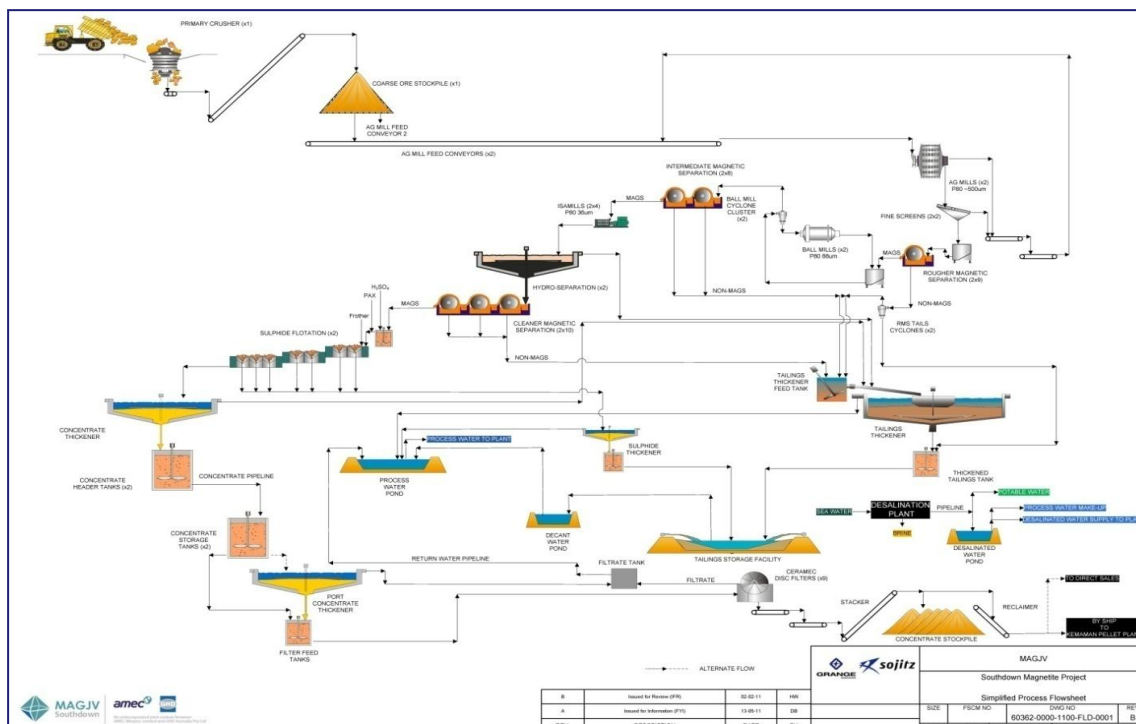 PRIMARY CRUSHER (x1)
COARSE ORE STOCKPILE (x1)
AG MILL FEED
CONVEYOR 2
AG MILL FEED CONVEYORS (x2)
INTERMEDIATE MAGNETIC
SEPARATION (2x8)
AG MILLS (x2)
P80 ~500um
ISAMILLS (2x4)
P80 36um
MAGS
BALL MILL
CYCLONE
CLUSTER
(x2)
FINE SCREENS (2x2)
BALL MILLS (x2)
P80 86um
MAGS
ROUGHER MAGNETIC
SEPARATION (2x9)
HYDRO-SEPARATION (x2)
NON-MAGS
NON-MAGS
H₂SO₄
PAX
Frother
MAGS
CLEANER MAGNETIC
SEPARATION (2x10)
RMS TAILS
CYCLONES (x2)
SULPHIDE FLOTATION (x2)
NON-MAGS
TAILINGS
THICKENER
FEED TANK
CONCENTRATE
THICKENER
PROCESS WATER TO PLANT
SULPHIDE
THICKENER
TAILINGS
THICKENER
CONCENTRATE PIPELINE
CONCENTRATE
HEADER TANKS (x2)
PROCESS
WATER
POND
THICKENED
TAILINGS TANK
POTABLE WATER
SEA WATER
DESALINATION
PLANT
PIPELINE
PROCESS WATER MAKE-UP
DESALINATED WATER SUPPLY TO PLA
BRINE
DESALINATED
WATER
POND
CONCENTRATE
STORAGE
TANKS (x2)
DECANT
WATER
POND
TAILINGS STORAGE FACILITY
RETURN WATER PIPELINE
FILTRATE TANK
FILTRATE
CERAMEC
DISC FILTERS (x9)
PORT
CONCENTRATE
THICKENER
STACKER
RECLAIMER
TO DIRECT SALES
CONCENTRATE STOCKPILE
BY SHIP
TO
KEMAMAN PELLET PLANT
FILTER FEED
TANKS
ALTERNATE FLOW
GRANGE
sojitz
MAGJV
Southdown Magnetite Project
Simplified Process Flowsheet
SIZE FSCM NO DWG NO REV
60362-0000-1100-FLD-0001 B
B Issued for Review (IFR) 02-02-11 HW
A Issued for Information (FYI) 13-05-11 DB
MAGJV
Southdown
amec
GHD